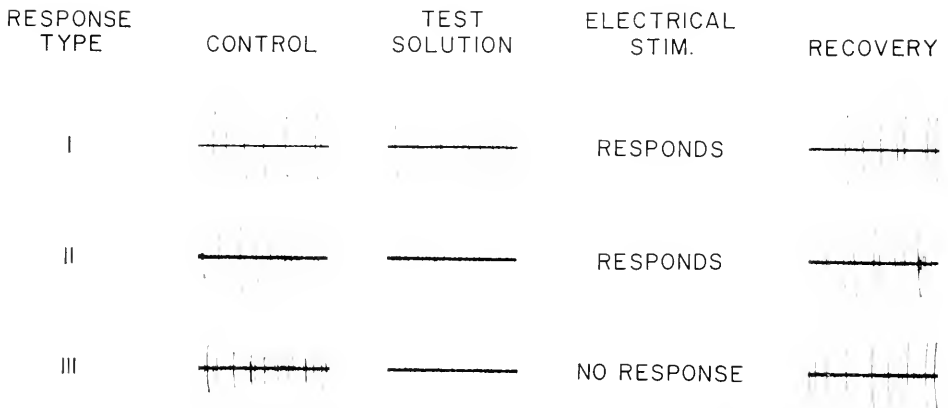 RESPONSE TYPE CONTROL TEST SOLUTION ELECTRICAL STIM. RECOVERY
I RESPONDS
II RESPONDS
III NO RESPONSE